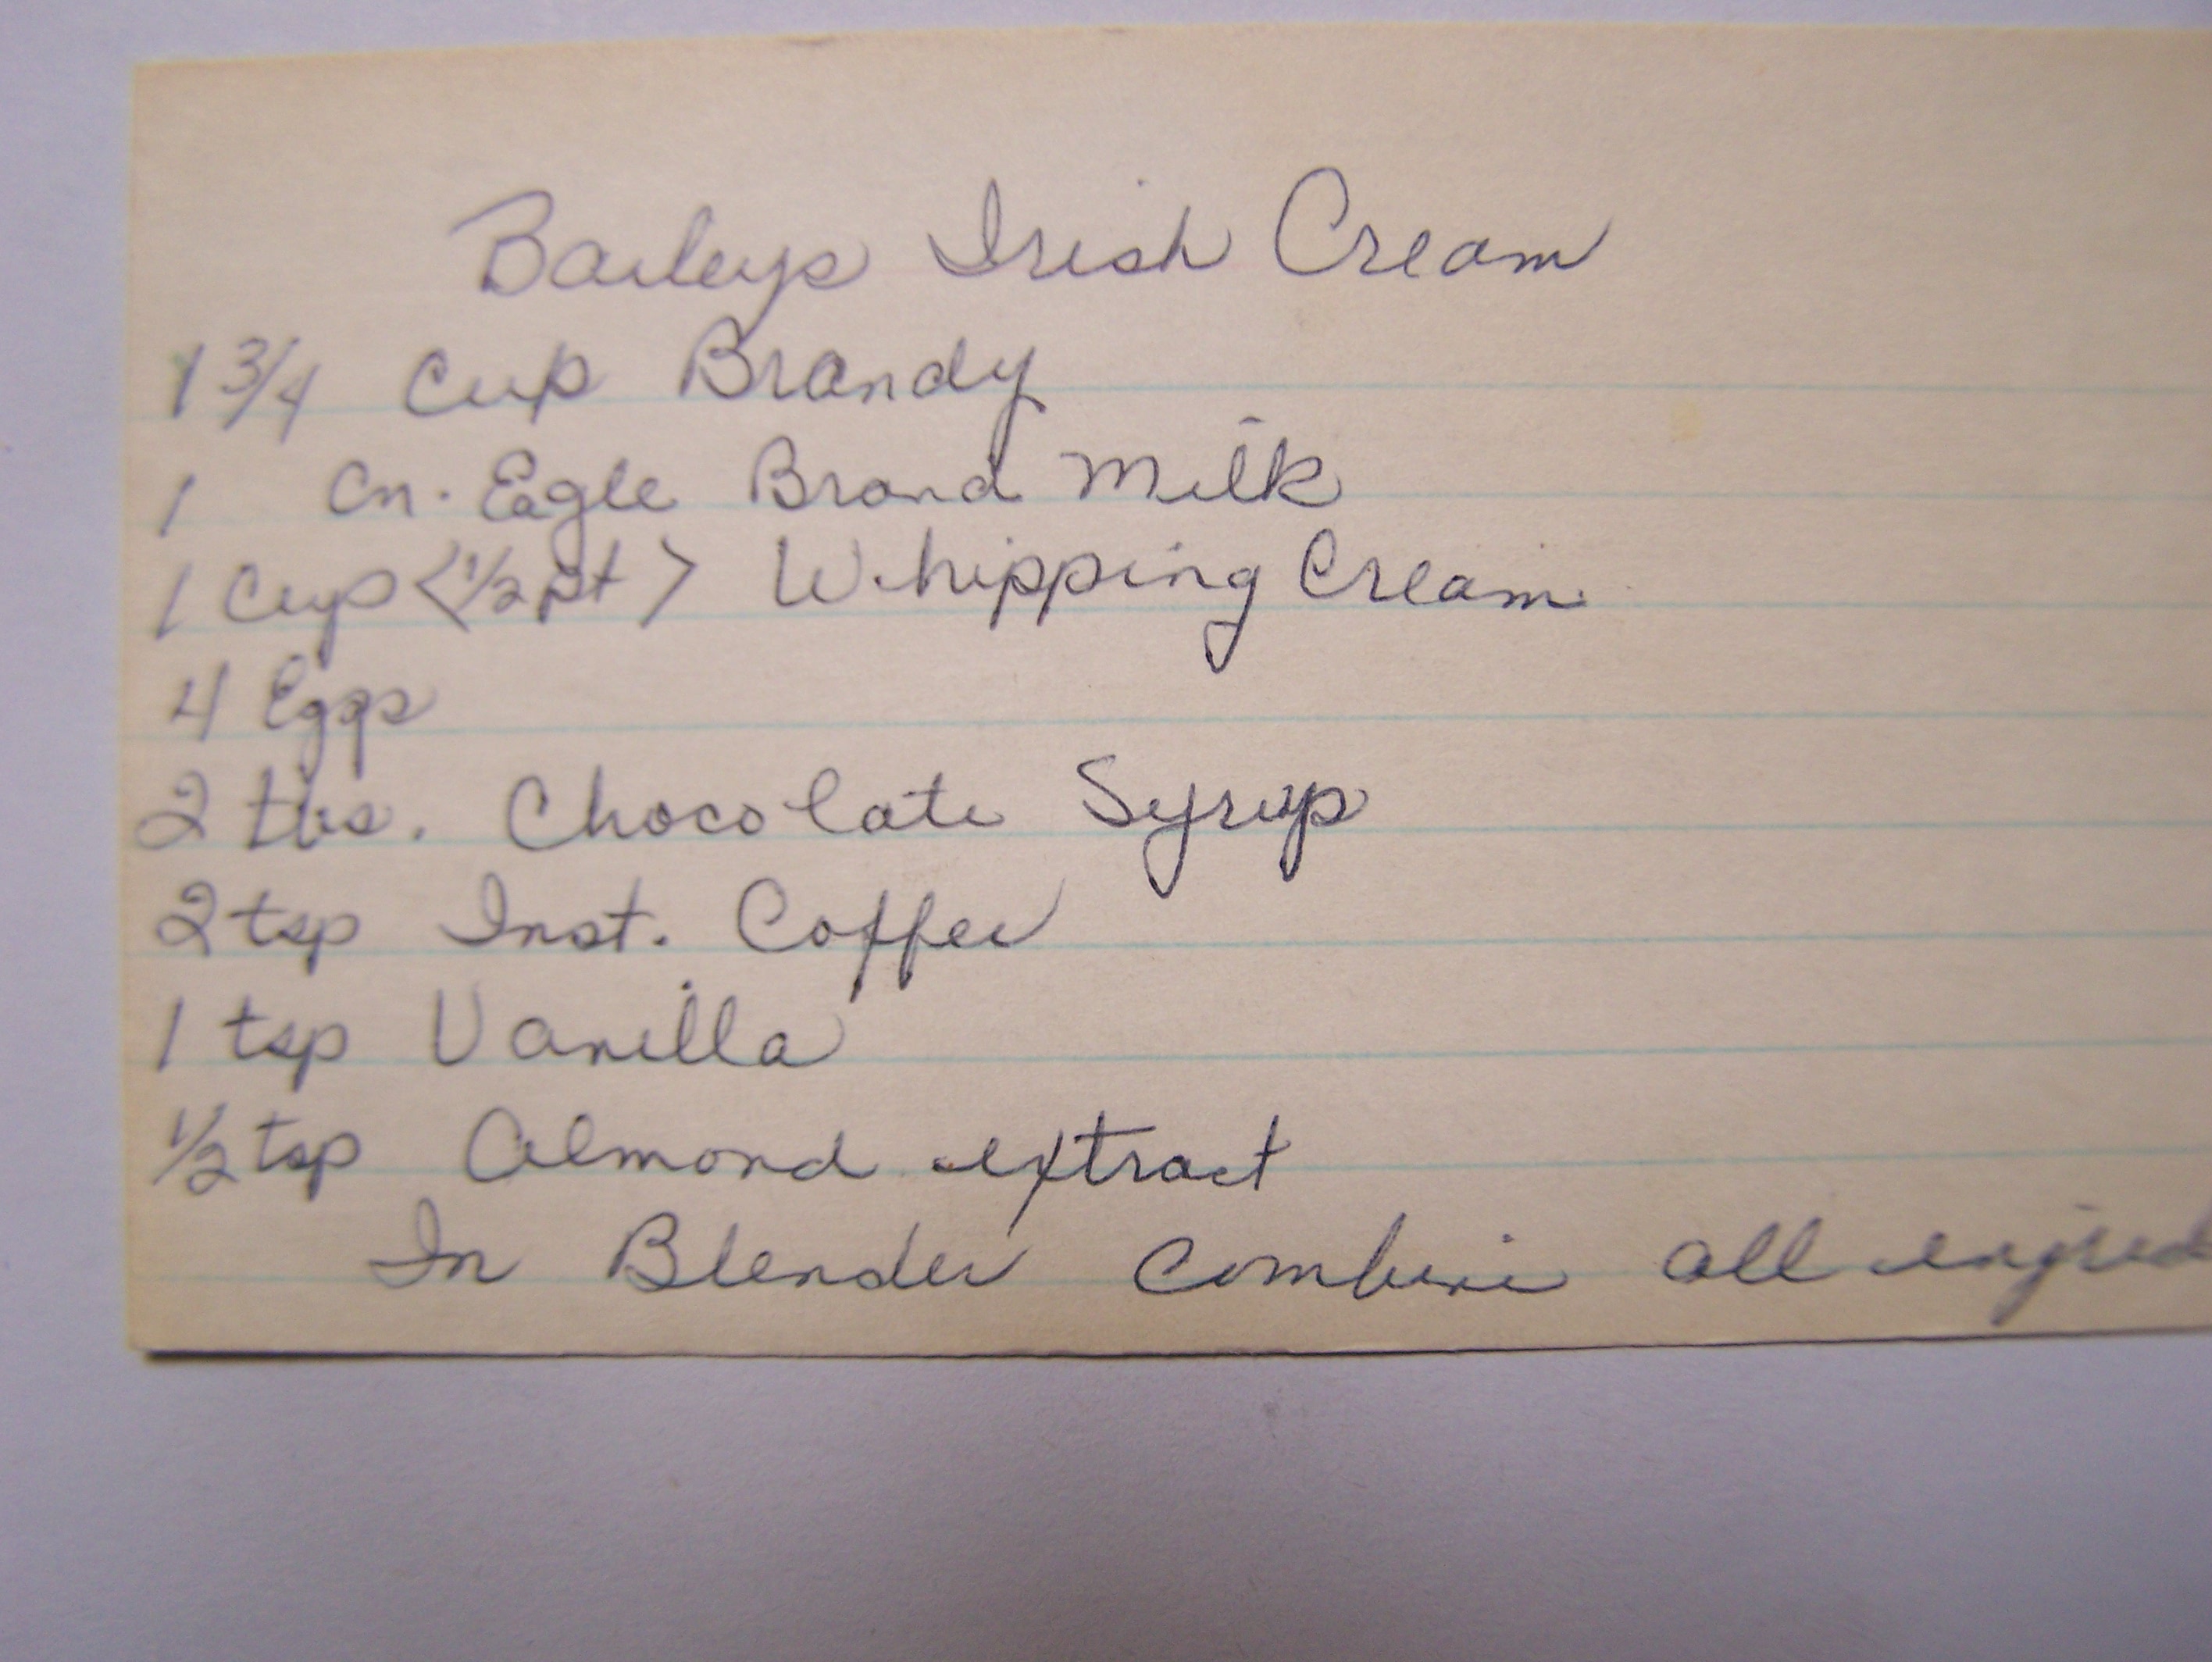 Baileys Irish Cream
1 3/4 Cup Brandy
1 Cn. Eagle Brand Milk
1 Cup <1/2 pt> Whipping Cream
4 Eggs
2 tbs. Chocolate Syrup
2 tsp Inst. Coffee
1 tsp Vanilla
1/2 tsp Almond extract
In Blender Combine all ingred